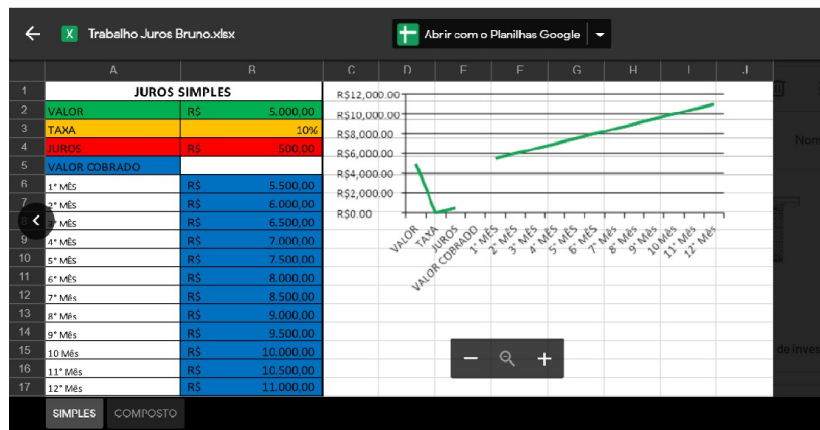 Trabalho Juros Bruno.xlsx
Abrir com o Planilhas Google
A B C D E F G H I J
1 JUROS SIMPLES
2 VALOR R$ 5.000,00
3 TAXA 10%
4 JUROS R$ 500,00
5 VALOR COBRADO
6 1° MÊS R$ 5.500,00
7 2° MÊS R$ 6.000,00
8 3° MÊS R$ 6.500,00
9 4° MÊS R$ 7.000,00
10 5° MÊS R$ 7.500,00
11 6° MÊS R$ 8.000,00
12 7° Mês R$ 8.500,00
13 8° MÊS R$ 9.000,00
14 9° MÊS R$ 9.500,00
15 10 Mês R$ 10.000,00
16 11° MÊS R$ 10.500,00
17 12° MÊS R$ 11.000,00
R$12,000.00
R$10,000.00
R$8,000.00
R$6,000.00
R$4,000.00
R$2,000.00
R$0.00
VALOR
TAXA
JUROS
VALOR COBRADO
1° MÊS
2° MÊS
3° MÊS
4° MÊS
5° MÊS
6° MÊS
7° Mês
8° MÊS
9° MÊS
10 Mês
11° MÊS
12° MÊS
Nom
de inves
SIMPLES COMPOSTO